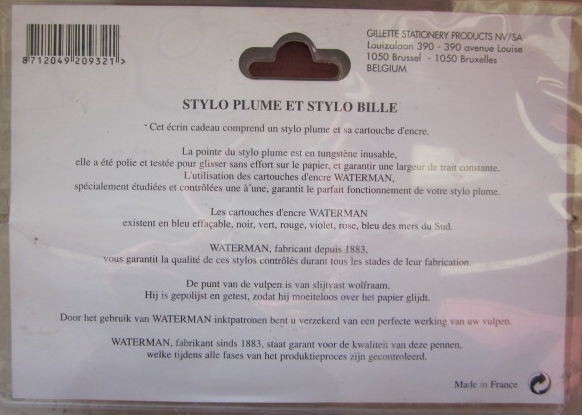 8 712049 209321 >
GILLETTE STATIONERY PRODUCTS NV/SA
Louizalaan 390 - 390 avenue Louise
1050 Brussel - 1050 Bruxelles
BELGIUM
STYLO PLUME ET STYLO BILLE
Cet écrin cadeau comprend un stylo plume et sa cartouche d'encre.
La pointe du stylo plume est en tungstène inusable,
elle a été polie et testée pour glisser sans effort sur le papier, et garantir une largeur de trait constante.
L'utilisation des cartouches d'encre WATERMAN,
spécialement étudiées et contrôlées une à une, garantit le parfait fonctionnement de votre stylo plume.
Les cartouches d'encre WATERMAN
existent en bleu effaçable, noir, vert, rouge, violet, rose, bleu des mers du Sud.
WATERMAN, fabricant depuis 1883,
vous garantit la qualité de ces stylos contrôlés durant tous les stades de leur fabrication.
De punt van de vulpen is van slijtvast wolfraam.
Hij is gepolijst en getest, zodat hij moeiteloos over het papier glijdt.
Door het gebruik van WATERMAN inktpatronen bent u verzekerd van een perfecte werking van uw vulpen.
WATERMAN, fabrikant sinds 1883, staat garant voor de kwaliteit van deze pennen,
welke tijdens alle fases van het produktieproces zijn gecontroleerd.
Made in France